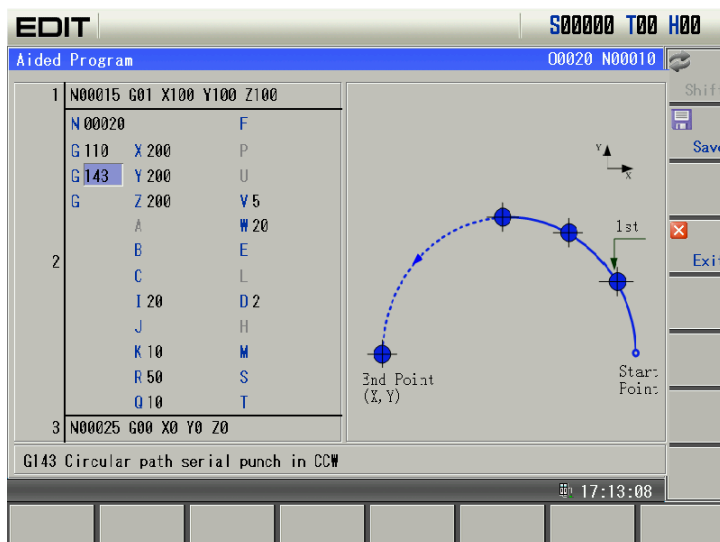 EDIT S00000 T00 H00
Aided Program O0020 N00010
1 N00015 G01 X100 Y100 Z100
N 00020 F
G 110 X 200 P
G 143 Y 200 U
G Z 200 V 5
A W 20
B E
2 C L
I 20 D 2
J H
K 10 M
R 50 S
Q 10 T
3 N00025 G00 X0 Y0 Z0
Y
X
1st
Start
Point
End Point
(X, Y)
G143 Circular path serial punch in CCW
17:13:08
Shif
Save
Exit